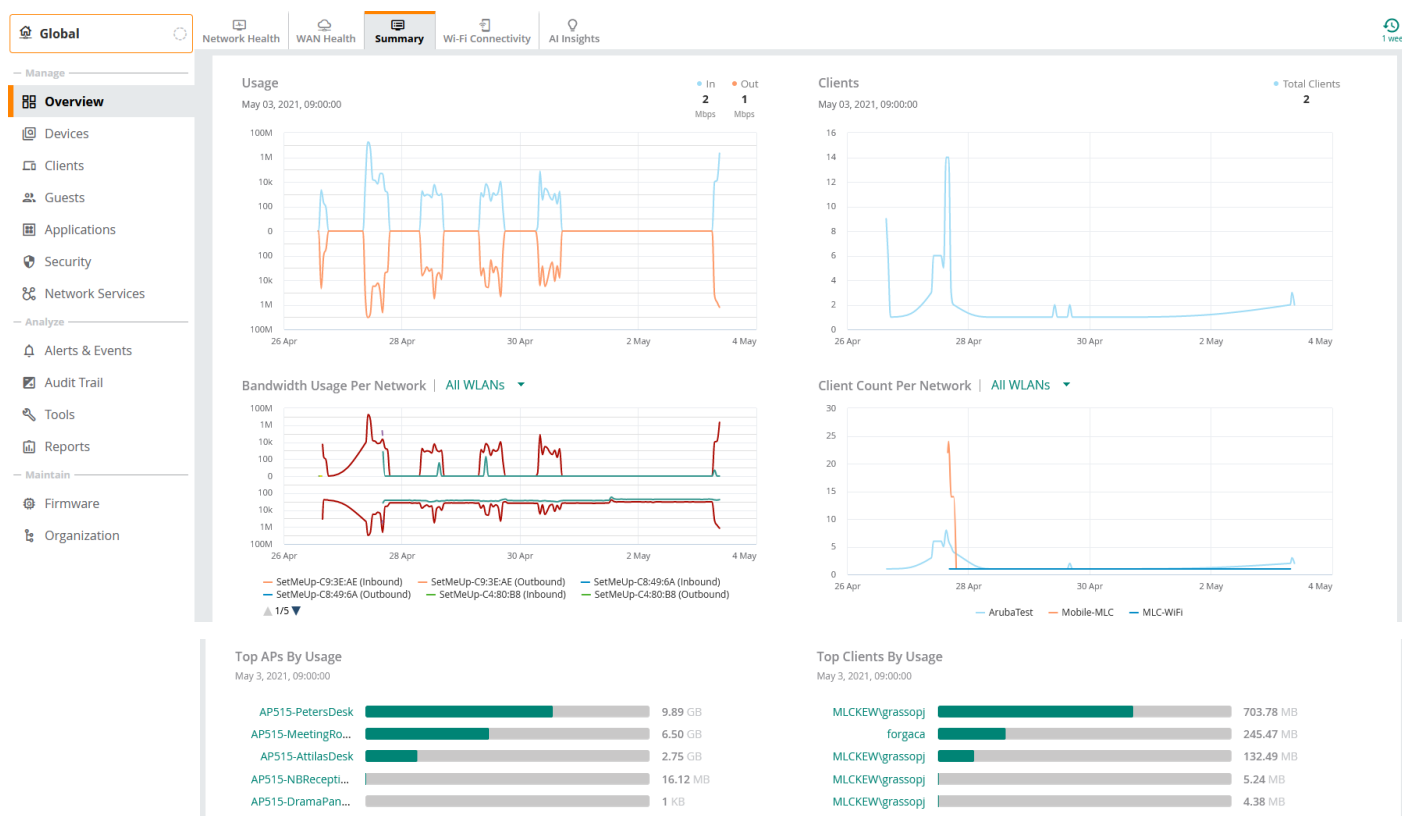 Global
Network Health
WAN Health
Summary
Wi-Fi Connectivity
AI Insights
1 wee
Manage
Overview
Devices
Clients
Guests
Applications
Security
Network Services
Analyze
Alerts & Events
Audit Trail
Tools
Reports
Maintain
Firmware
Organization
Usage
In Out
May 03, 2021, 09:00:00
2 1
Mbps Mbps
100M
1M
10k
100
0
100
10k
1M
100M
26 Apr 28 Apr 30 Apr 2 May 4 May
Clients
Total Clients
May 03, 2021, 09:00:00
2
16
14
12
10
8
6
4
2
0
26 Apr 28 Apr 30 Apr 2 May 4 May
Bandwidth Usage Per Network | All WLANs
100M
1M
10k
100
0
100
10k
1M
100M
26 Apr 28 Apr 30 Apr 2 May 4 May
SetMeUp-C9:3E:AE (Inbound) SetMeUp-C9:3E:AE (Outbound) SetMeUp-C8:49:6A (Inbound)
SetMeUp-C8:49:6A (Outbound) SetMeUp-C4:80:B8 (Inbound) SetMeUp-C4:80:B8 (Outbound)
1/5
Client Count Per Network | All WLANs
30
25
20
15
10
5
0
26 Apr 28 Apr 30 Apr 2 May 4 May
ArubaTest Mobile-MLC MLC-WiFi
Top APs By Usage
May 3, 2021, 09:00:00
AP515-PetersDesk 9.89 GB
AP515-MeetingRo... 6.50 GB
AP515-AttilasDesk 2.75 GB
AP515-NBRecepti... 16.12 MB
AP515-DramaPan... 1 KB
Top Clients By Usage
May 3, 2021, 09:00:00
MLCKEW\grassopj 703.78 MB
forgaca 245.47 MB
MLCKEW\grassopj 132.49 MB
MLCKEW\grassopj 5.24 MB
MLCKEW\grassopj 4.38 MB